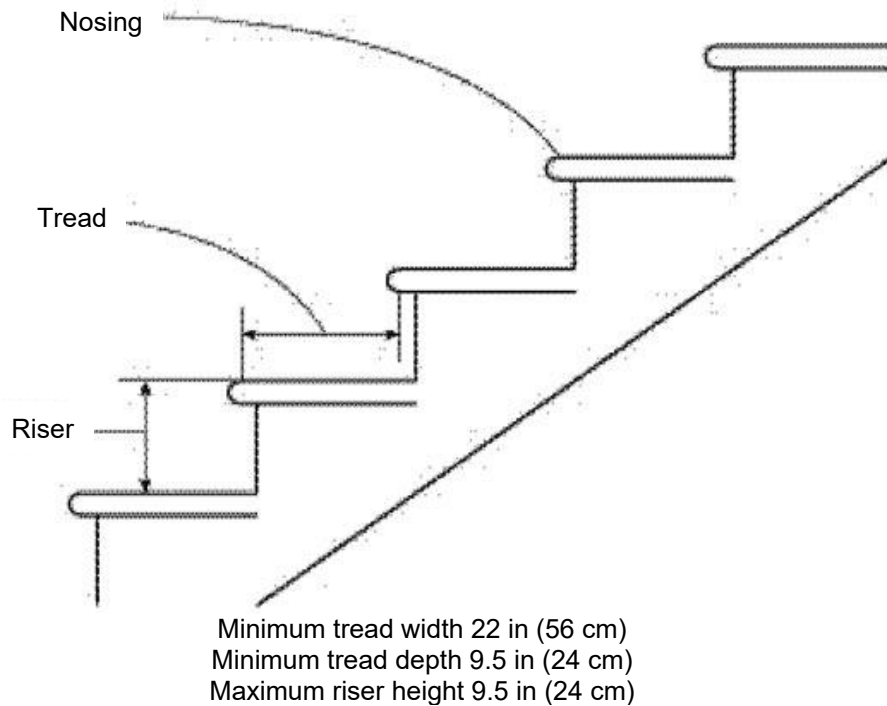 Nosing
Tread
Riser
Minimum tread width 22 in (56 cm)
Minimum tread depth 9.5 in (24 cm)
Maximum riser height 9.5 in (24 cm)